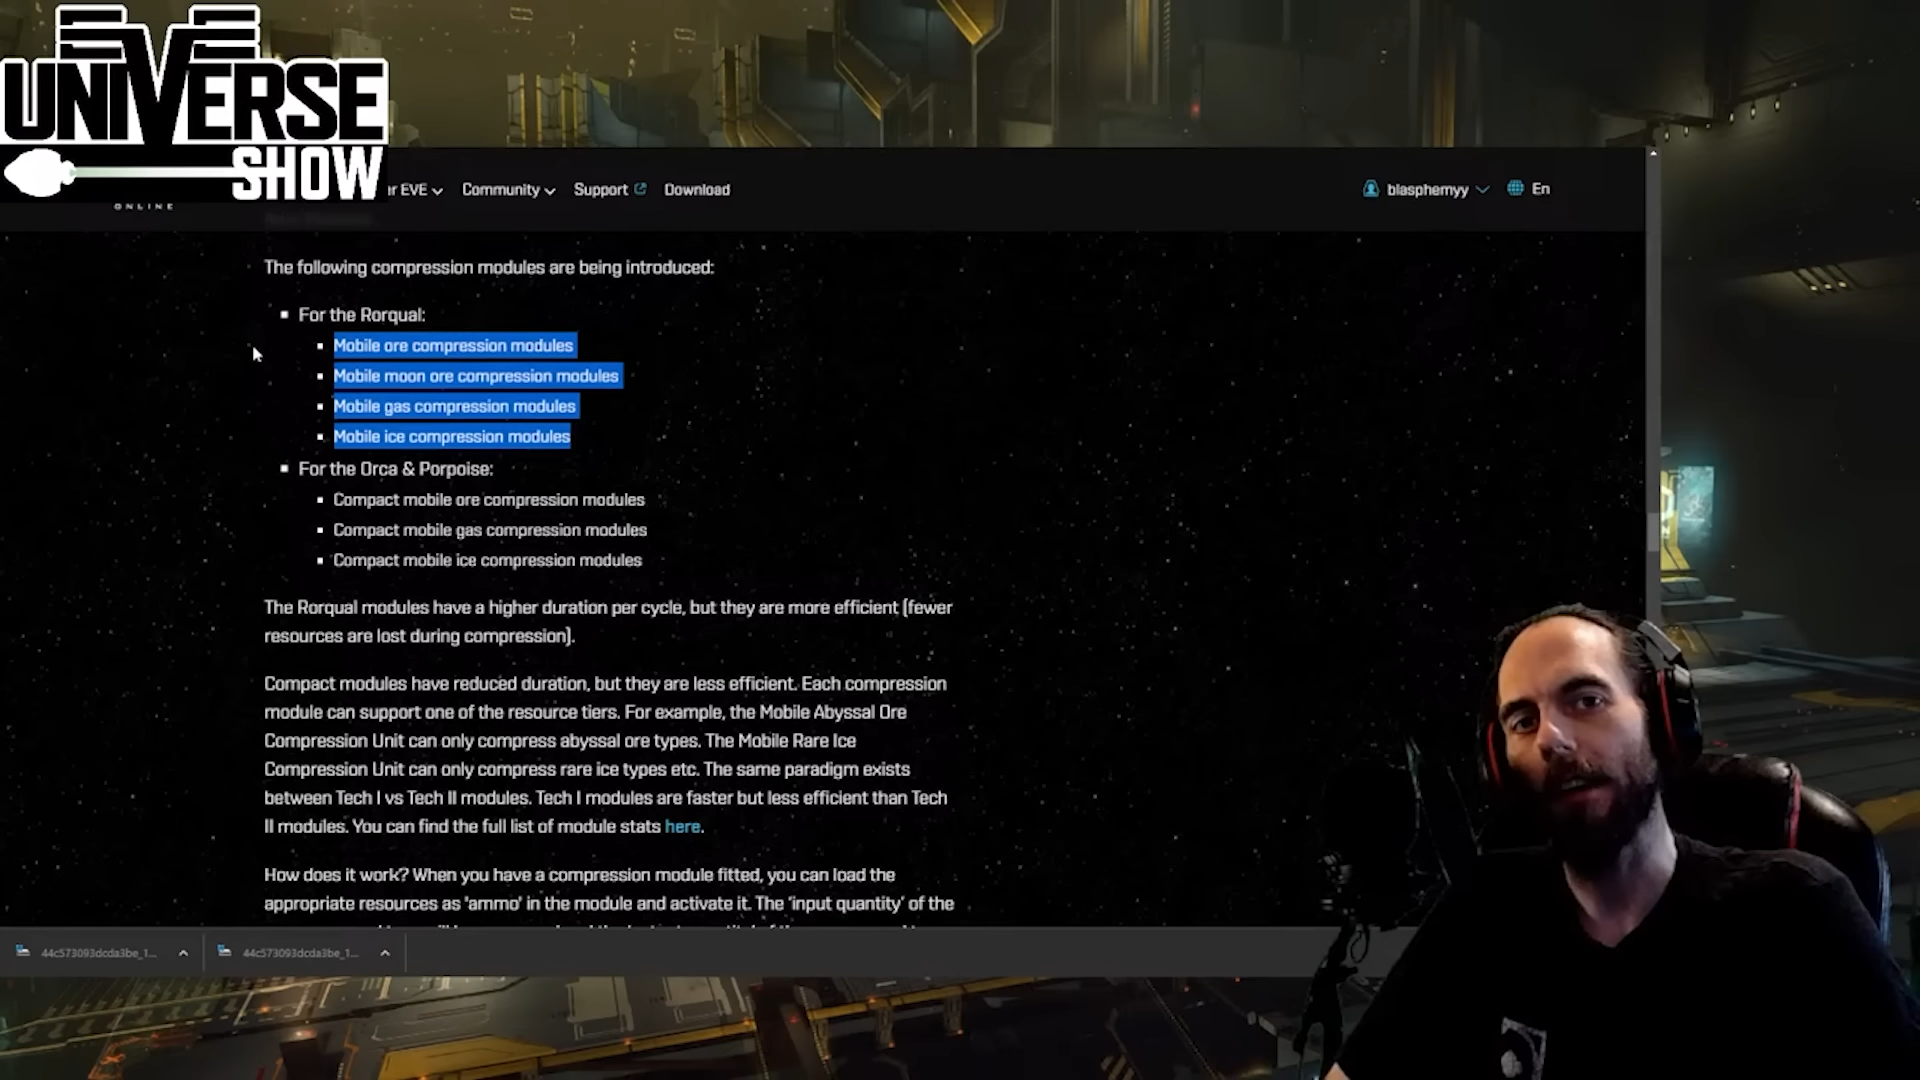 EVE
UNIVERSE
SHOW
ONLINE
EVE
Community
Support
Download
blasphemyy
En
The following compression modules are being introduced:
For the Rorqual:
Mobile ore compression modules
Mobile moon ore compression modules
Mobile gas compression modules
Mobile ice compression modules
For the Orca & Porpoise:
Compact mobile ore compression modules
Compact mobile gas compression modules
Compact mobile ice compression modules
The Rorqual modules have a higher duration per cycle, but they are more efficient (fewer
resources are lost during compression).
Compact modules have reduced duration, but they are less efficient. Each compression
module can support one of the resource tiers. For example, the Mobile Abyssal Ore
Compression Unit can only compress abyssal ore types. The Mobile Rare Ice
Compression Unit can only compress rare ice types etc. The same paradigm exists
between Tech I vs Tech II modules. Tech I modules are faster but less efficient than Tech
II modules. You can find the full list of module stats here.
How does it work? When you have a compression module fitted, you can load the
appropriate resources as 'ammo' in the module and activate it. The 'input quantity' of the
44c573093dcda3be_1...
44c573093dcda3be_1...